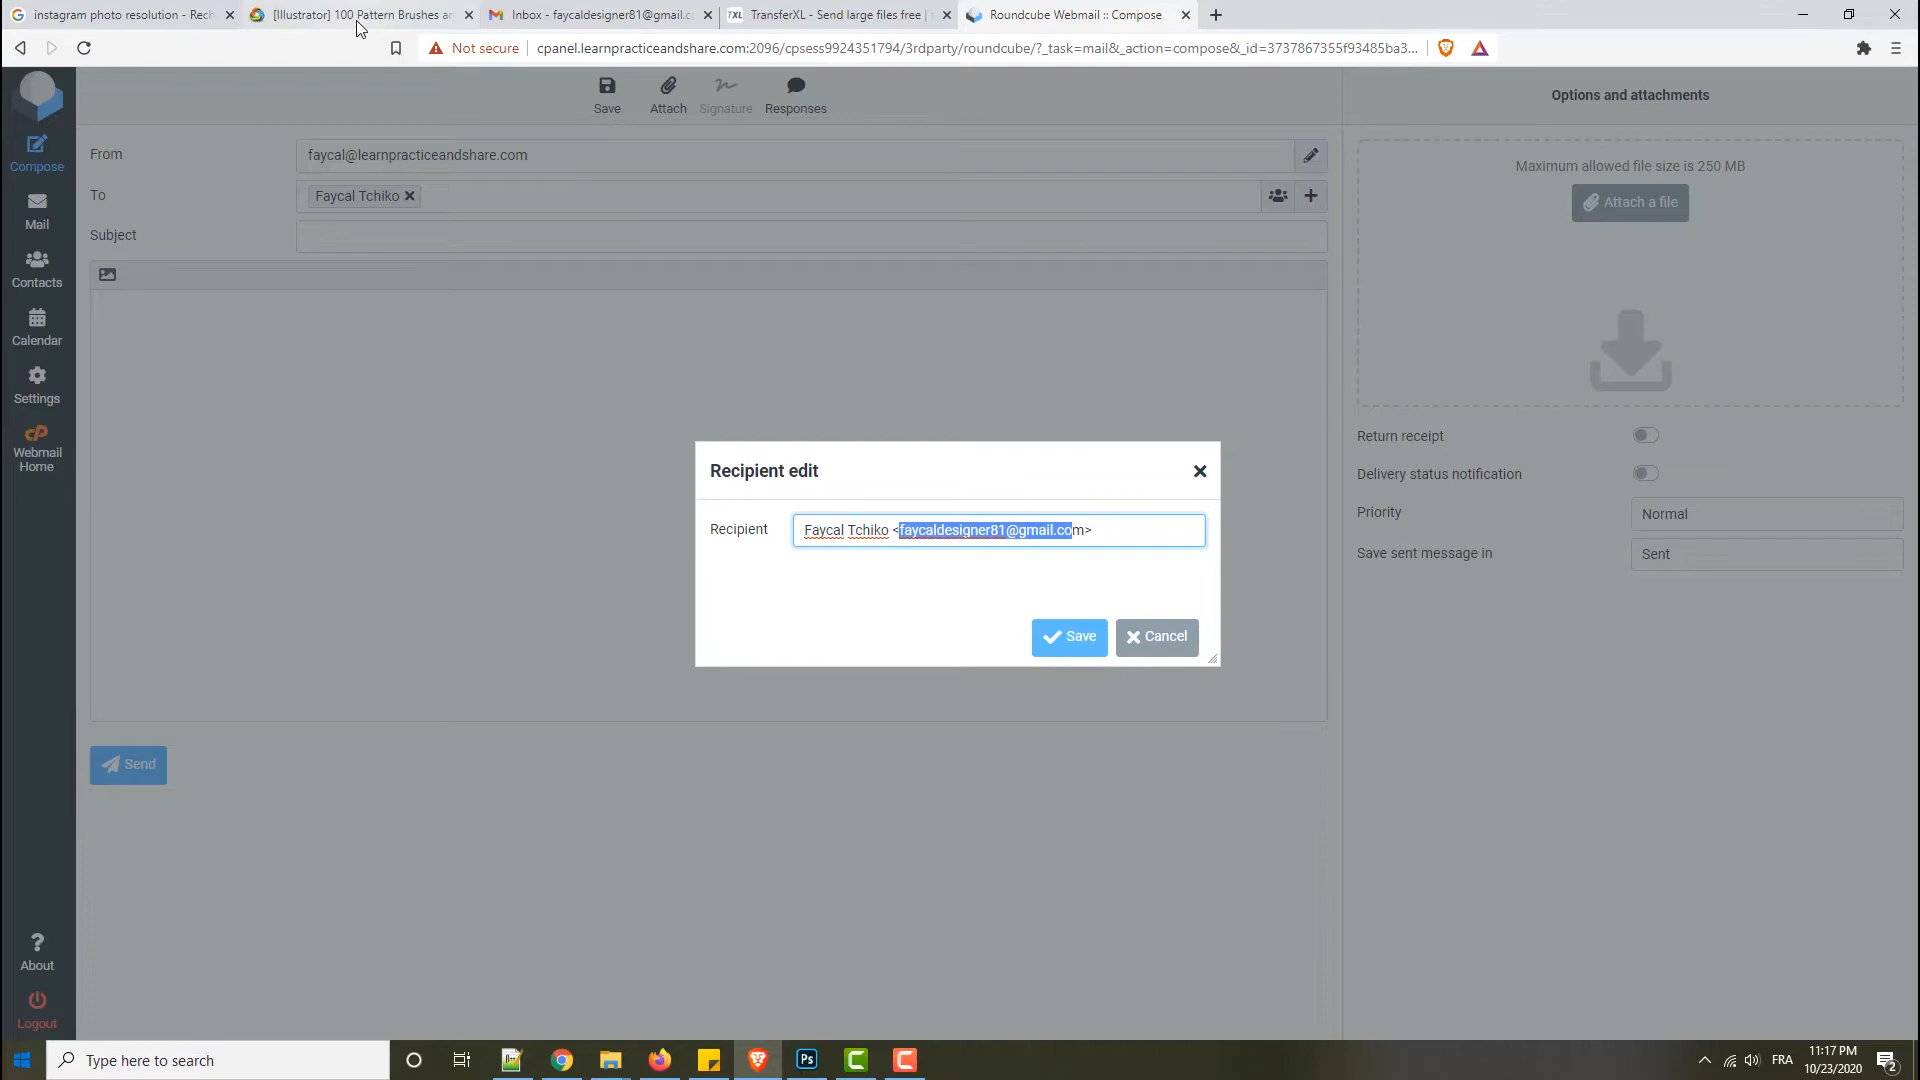 instagram photo resolution - Rech
[Illustrator] 100 Pattern Brushes an
Inbox - faycaldesigner81@gmail.c
TXL TransferXL - Send large files free |
Roundcube Webmail :: Compose
Not secure
cpanel.learnpracticeandshare.com:2096/cpsess9924351794/3rdparty/roundcube/?_task=mail&_action=compose&_id=3737867355f93485ba3...
Save
Attach
Signature
Responses
Options and attachments
Compose
Mail
Contacts
Calendar
Settings
Webmail
Home
About
Logout
From
faycal@learnpracticeandshare.com
To
Faycal Tchiko
Subject
Send
Maximum allowed file size is 250 MB
Attach a file
Return receipt
Delivery status notification
Priority
Normal
Save sent message in
Sent
Recipient edit
Recipient
Faycal Tchiko <faycaldesigner81@gmail.com>
Save
Cancel
Type here to search
Ps
FRA
11:17 PM
10/23/2020
2